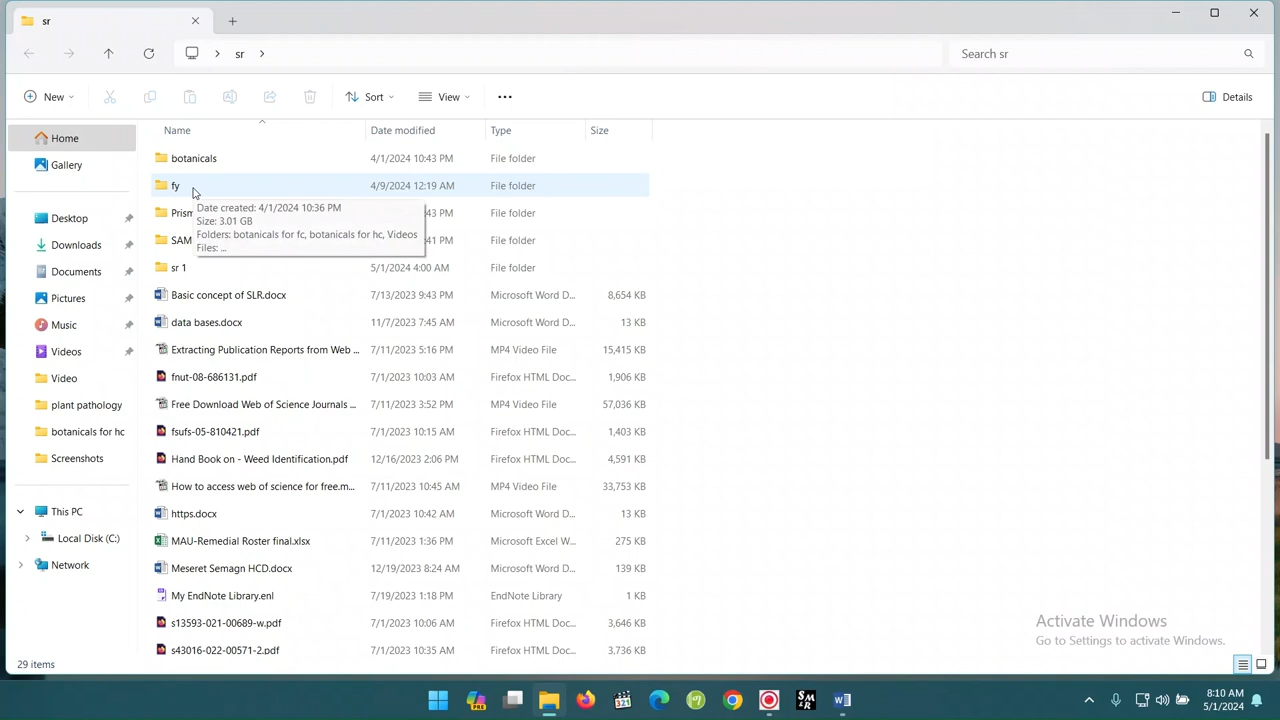 sr
sr
Search sr
New
Sort
View
Details
Home
Gallery
Desktop
Downloads
Documents
Pictures
Music
Videos
Video
plant pathology
botanicals for hc
Screenshots
This PC
Local Disk (C:)
Network
Name Date modified Type Size
botanicals 4/1/2024 10:43 PM File folder
fy 4/9/2024 12:19 AM File folder
Prism :43 PM File folder
SAM :41 PM File folder
Date created: 4/1/2024 10:36 PM
Size: 3.01 GB
Folders: botanicals for fc, botanicals for hc, Videos
Files: ...
sr 1 5/1/2024 4:00 AM File folder
Basic concept of SLR.docx 7/13/2023 9:43 PM Microsoft Word D... 8,654 KB
data bases.docx 11/7/2023 7:45 AM Microsoft Word D... 13 KB
Extracting Publication Reports from Web ... 7/11/2023 5:16 PM MP4 Video File 15,415 KB
fnut-08-686131.pdf 7/1/2023 10:03 AM Firefox HTML Doc... 1,906 KB
Free Download Web of Science Journals ... 7/11/2023 3:52 PM MP4 Video File 57,036 KB
fsufs-05-810421.pdf 7/1/2023 10:15 AM Firefox HTML Doc... 1,403 KB
Hand Book on - Weed Identification.pdf 12/16/2023 2:06 PM Firefox HTML Doc... 4,591 KB
How to access web of science for free.m... 7/11/2023 10:45 AM MP4 Video File 33,753 KB
https.docx 7/1/2023 10:42 AM Microsoft Word D... 13 KB
MAU-Remedial Roster final.xlsx 7/11/2023 1:36 PM Microsoft Excel W... 275 KB
Meseret Semagn HCD.docx 12/19/2023 8:24 AM Microsoft Word D... 139 KB
My EndNote Library.enl 7/19/2023 1:18 PM EndNote Library 1 KB
s13593-021-00689-w.pdf 7/1/2023 10:06 AM Firefox HTML Doc... 3,646 KB
s43016-022-00571-2.pdf 7/1/2023 10:35 AM Firefox HTML Doc... 3,736 KB
Activate Windows
Go to Settings to activate Windows.
29 items
8:10 AM
5/1/2024